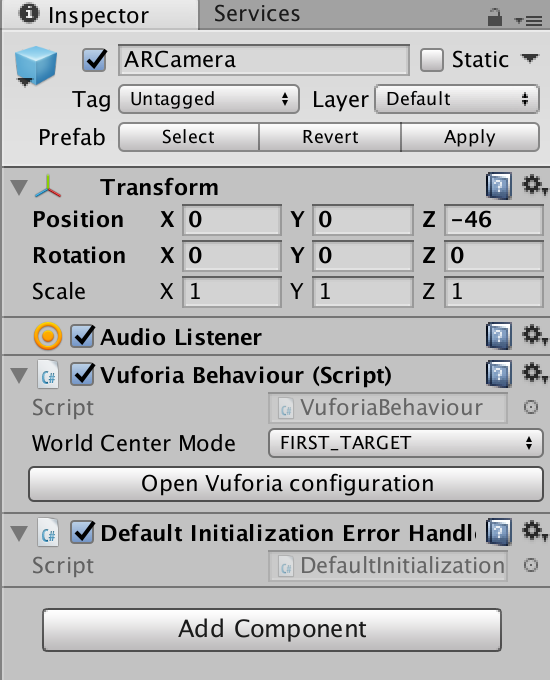 Inspector Services
ARCamera Static
Tag Untagged Layer Default
Prefab Select Revert Apply
Transform
Position X 0 Y 0 Z -46
Rotation X 0 Y 0 Z 0
Scale X 1 Y 1 Z 1
Audio Listener
C# Vuforia Behaviour (Script)
Script C# VuforiaBehaviour
World Center Mode FIRST_TARGET
Open Vuforia configuration
C# Default Initialization Error Handl
Script C# DefaultInitialization
Add Component